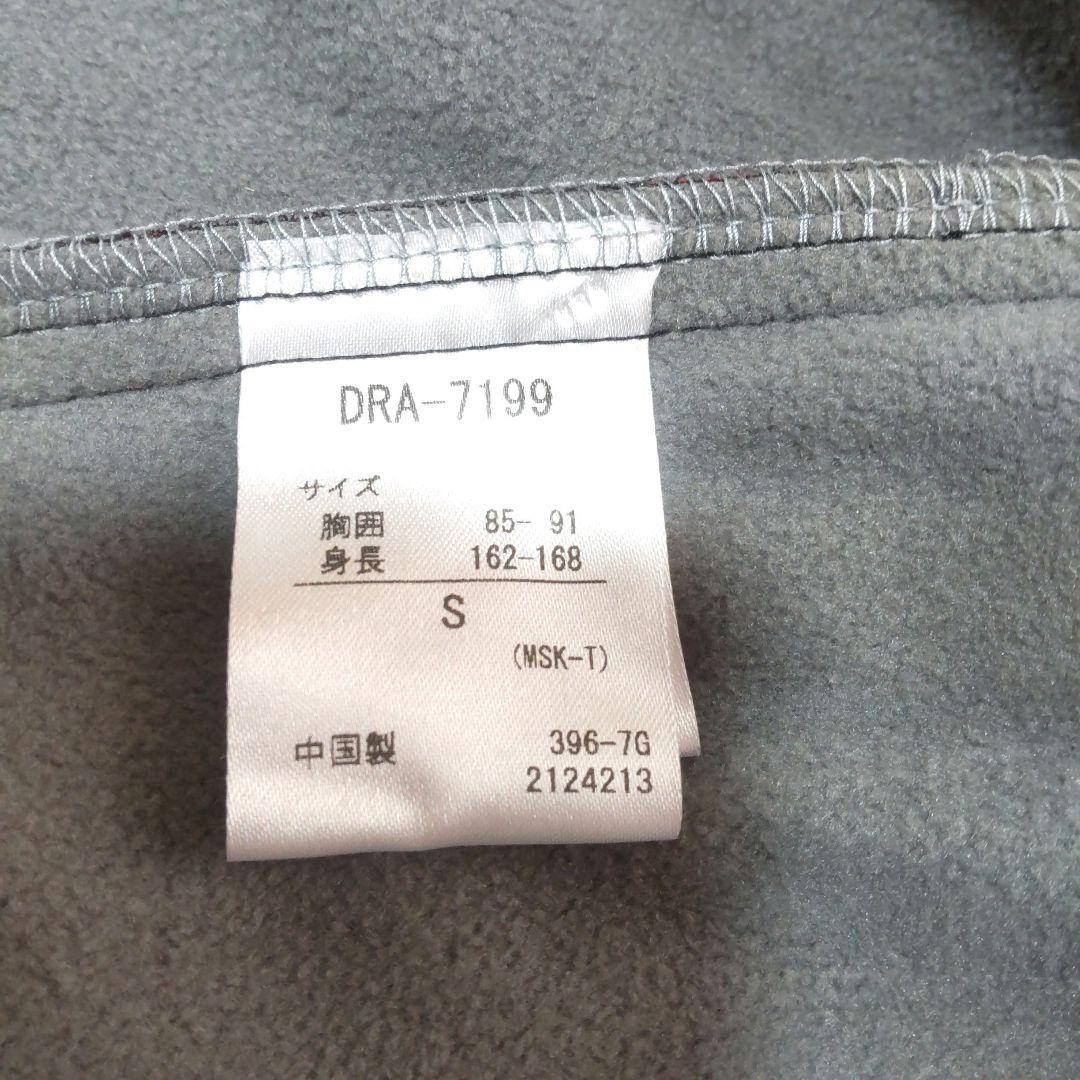 DRA-7199
サイズ
胸囲 85- 91
身長 162-168
S
(MSK-T)
中国製 396-7G
2124213